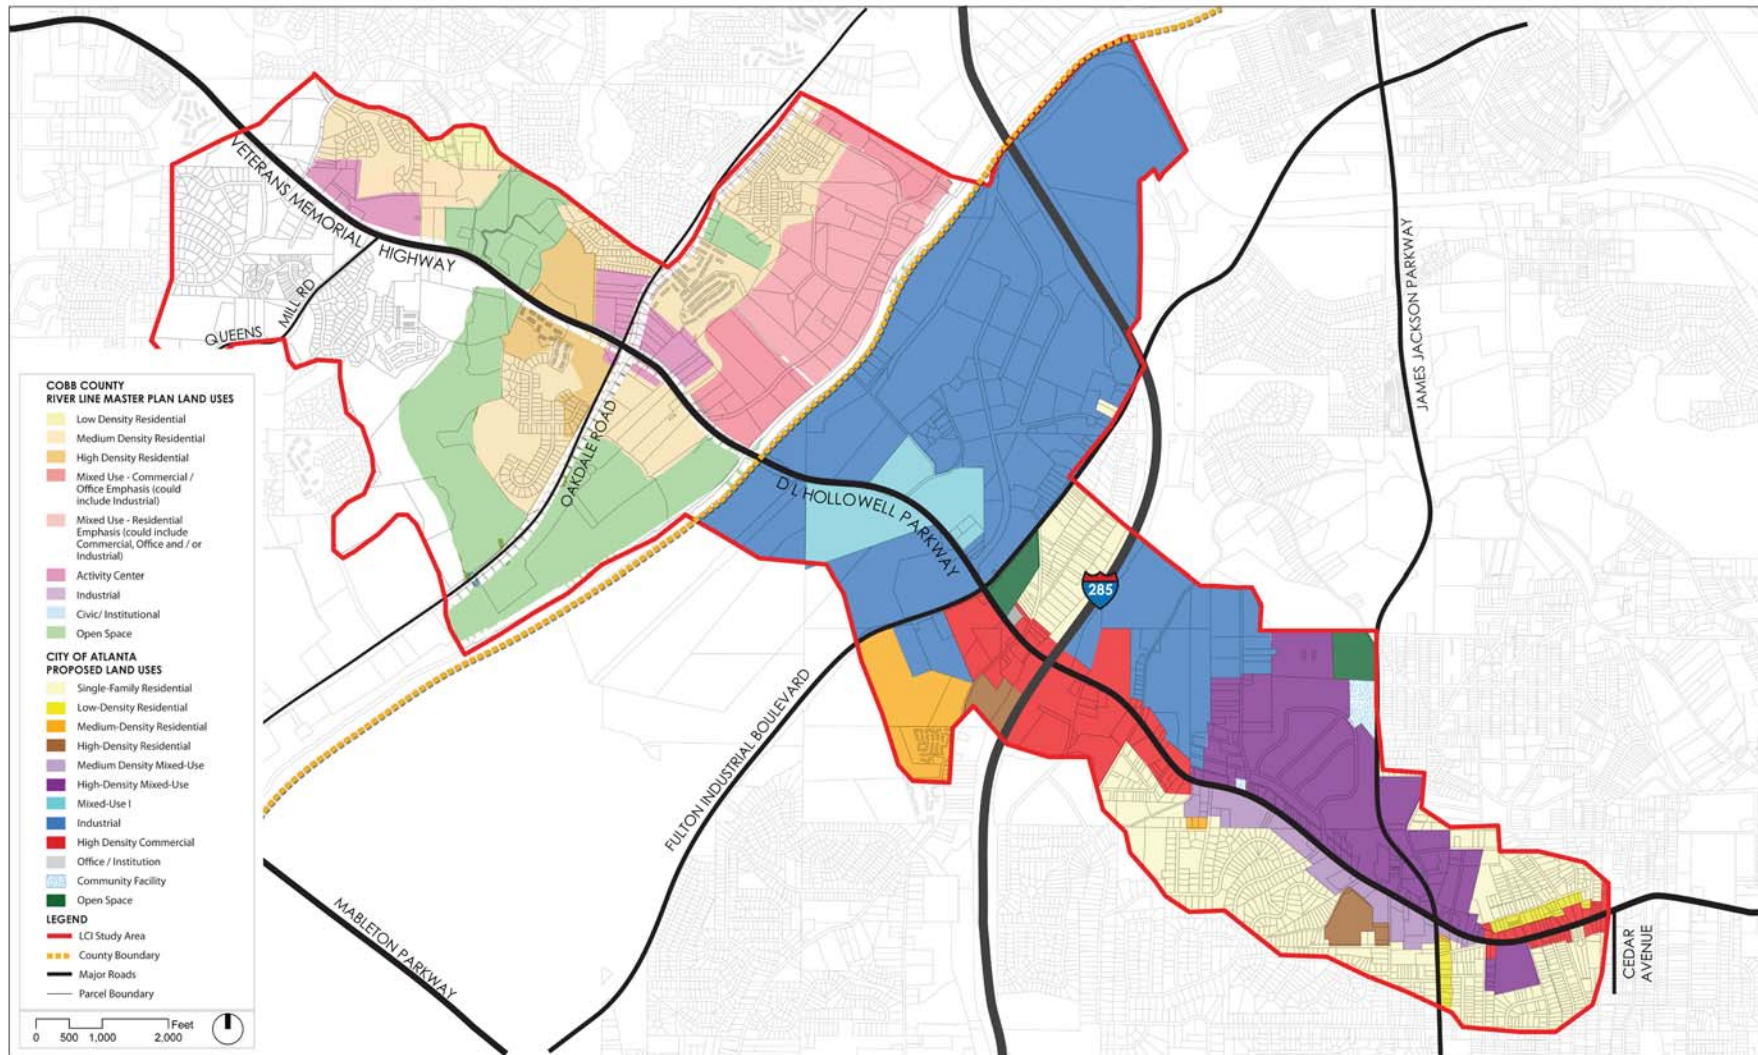 VETERANS MEMORIAL HIGHWAY
QUEENS MILL RD
OAKDALE ROAD
D L HOLLOWELL PARKWAY
JAMES JACKSON PARKWAY
285
FULTON INDUSTRIAL BOULEVARD
MABLETON PARKWAY
CEDAR
AVENUE
COBB COUNTY
RIVER LINE MASTER PLAN LAND USES
Low Density Residential
Medium Density Residential
High Density Residential
Mixed Use - Commercial /
Office Emphasis (could
include Industrial)
Mixed Use - Residential
Emphasis (could include
Commercial, Office and / or
Industrial)
Activity Center
Industrial
Civic/ Institutional
Open Space
CITY OF ATLANTA
PROPOSED LAND USES
Single-Family Residential
Low-Density Residential
Medium-Density Residential
High-Density Residential
Medium Density Mixed-Use
High-Density Mixed-Use
Mixed-Use I
Industrial
High Density Commercial
Office / Institution
Community Facility
Open Space
LEGEND
LCI Study Area
County Boundary
Major Roads
Parcel Boundary
Feet
0 500 1,000 2,000